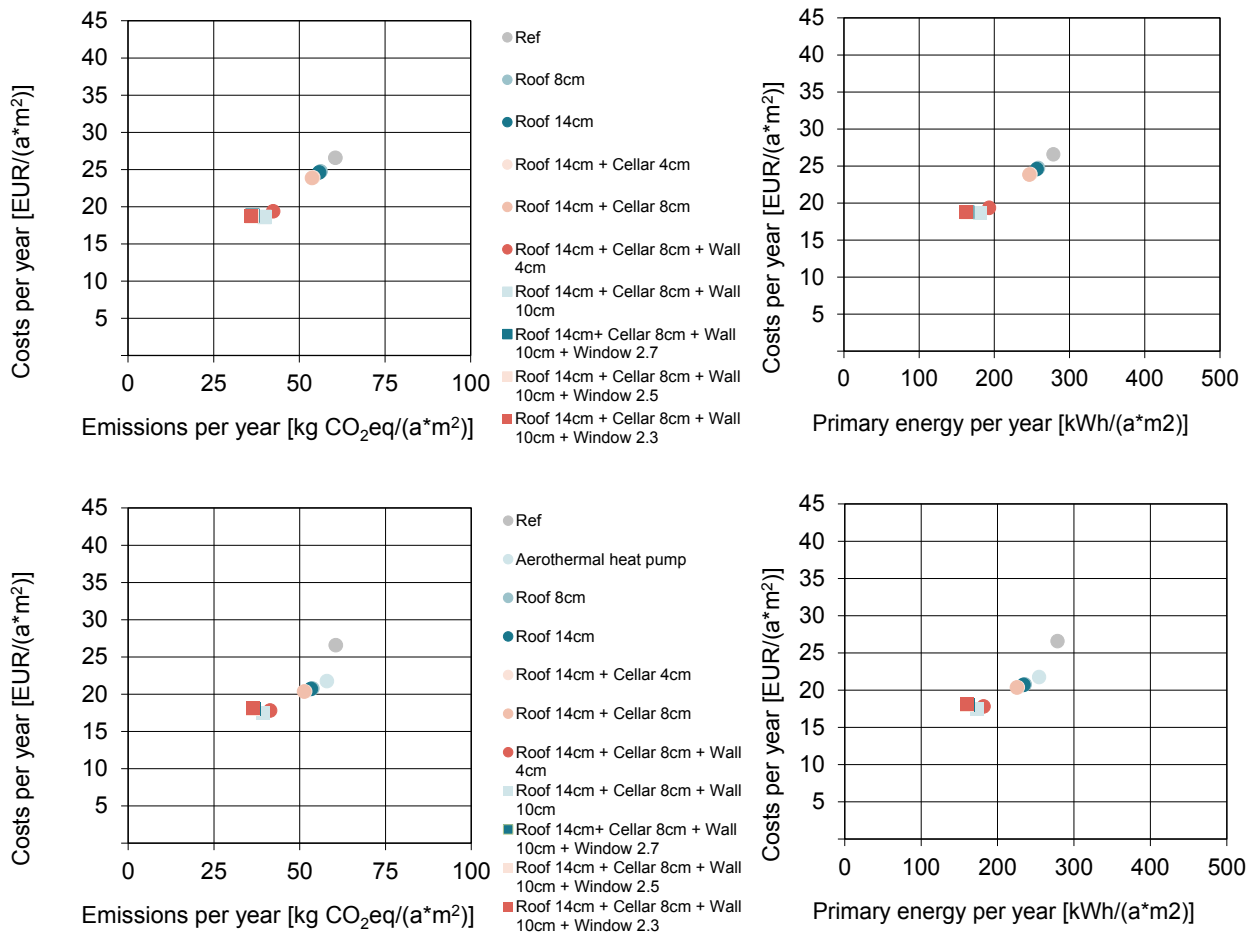 45
40
35
30
25
20
15
10
5
0
25
50
75
100
Costs per year [EUR/(a*m²)]
Emissions per year [kg CO₂eq/(a*m²)]
Ref
Roof 8cm
Roof 14cm
Roof 14cm + Cellar 4cm
Roof 14cm + Cellar 8cm
Roof 14cm + Cellar 8cm + Wall
4cm
Roof 14cm + Cellar 8cm + Wall
10cm
Roof 14cm+ Cellar 8cm + Wall
10cm + Window 2.7
Roof 14cm + Cellar 8cm + Wall
10cm + Window 2.5
Roof 14cm + Cellar 8cm + Wall
10cm + Window 2.3
45
40
35
30
25
20
15
10
5
0
100
200
300
400
500
Costs per year [EUR/(a*m²)]
Primary energy per year [kWh/(a*m2)]
45
40
35
30
25
20
15
10
5
0
25
50
75
100
Costs per year [EUR/(a*m²)]
Emissions per year [kg CO₂eq/(a*m²)]
Ref
Aerothermal heat pump
Roof 8cm
Roof 14cm
Roof 14cm + Cellar 4cm
Roof 14cm + Cellar 8cm
Roof 14cm + Cellar 8cm + Wall
4cm
Roof 14cm + Cellar 8cm + Wall
10cm
Roof 14cm+ Cellar 8cm + Wall
10cm + Window 2.7
Roof 14cm + Cellar 8cm + Wall
10cm + Window 2.5
Roof 14cm + Cellar 8cm + Wall
10cm + Window 2.3
45
40
35
30
25
20
15
10
5
0
100
200
300
400
500
Costs per year [EUR/(a*m²)]
Primary energy per year [kWh/(a*m2)]